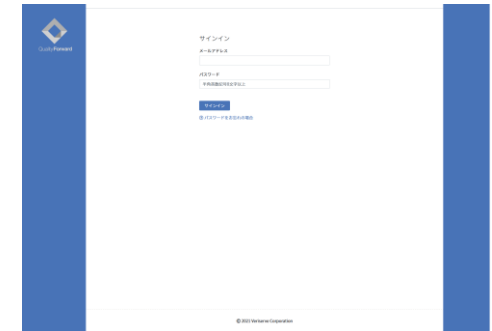 QualityForward
サインイン
メールアドレス
パスワード
半角英数記号8文字以上
サインイン
パスワードをお忘れの場合
© 2021 Veriserve Corporation